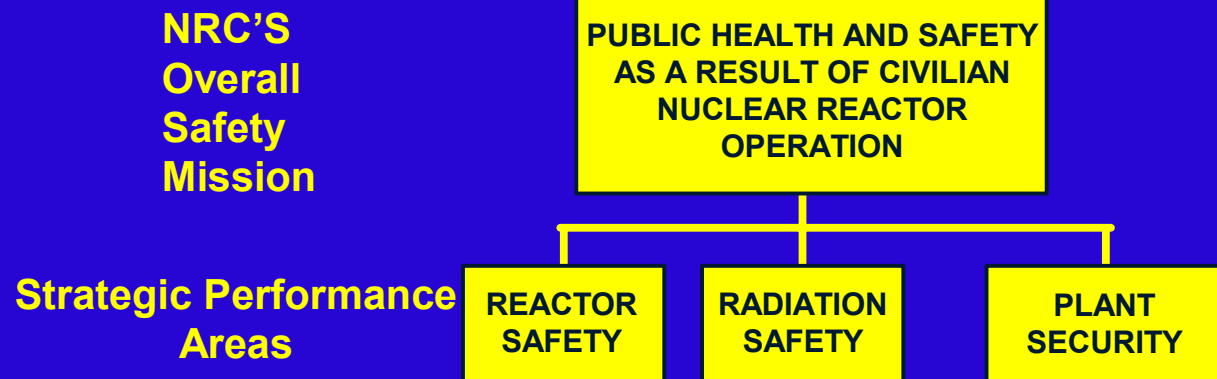 NRC’S
Overall
Safety
Mission
PUBLIC HEALTH AND SAFETY
AS A RESULT OF CIVILIAN
NUCLEAR REACTOR
OPERATION
Strategic Performance
Areas
REACTOR
SAFETY
RADIATION
SAFETY
PLANT
SECURITY